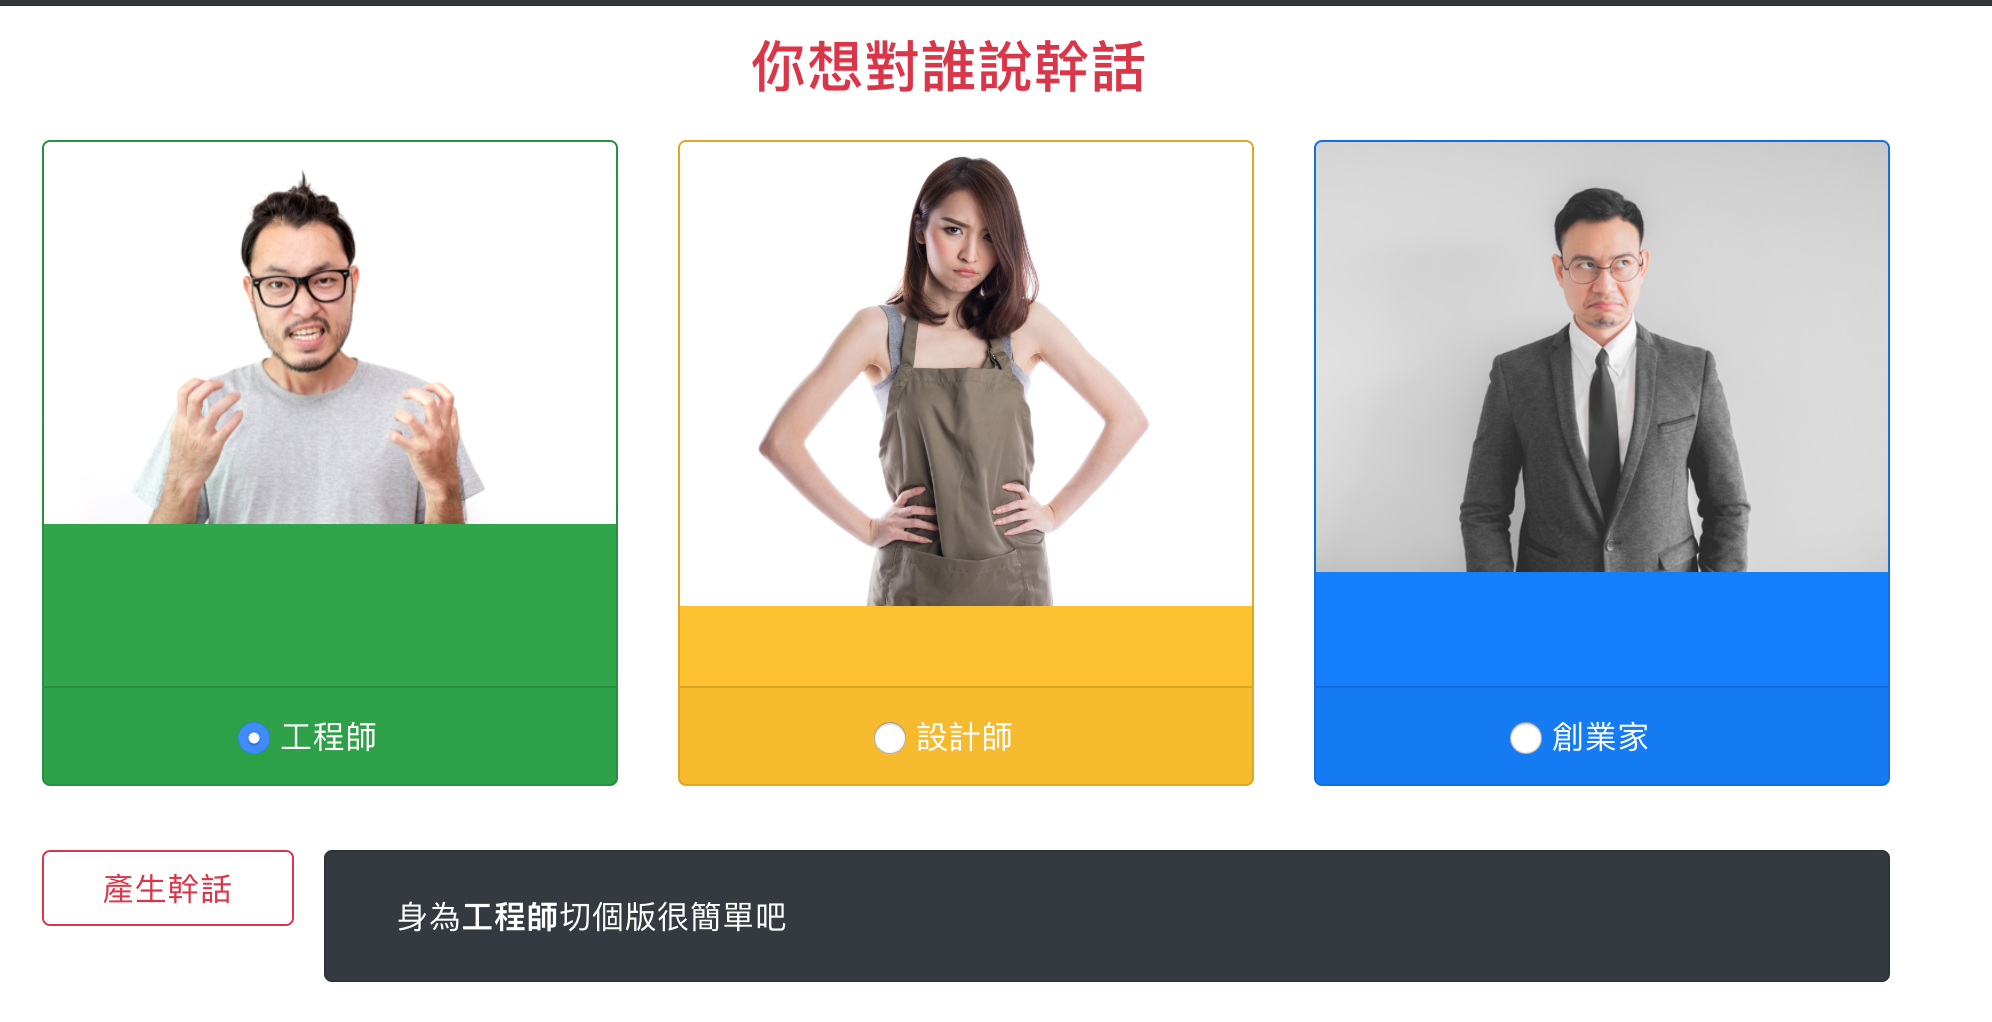 你想對誰說幹話
工程師
設計師
創業家
產生幹話
身為工程師切個版很簡單吧